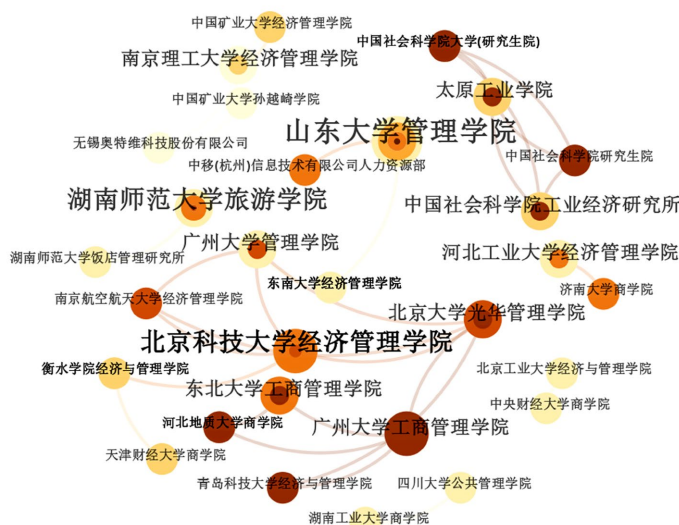 中国矿业大学经济管理学院
中国社会科学院大学(研究生院)
南京理工大学经济管理学院
太原工业学院
中国矿业大学孙越崎学院
山东大学管理学院
无锡奥特维科技股份有限公司
中移(杭州)信息技术有限公司人力资源部
中国社会科学院研究生院
湖南师范大学旅游学院
中国社会科学院工业经济研究所
广州大学管理学院
河北工业大学经济管理学院
湖南师范大学饭店管理研究所
东南大学经济管理学院
济南大学商学院
南京航空航天大学经济管理学院
北京大学光华管理学院
北京科技大学经济管理学院
衡水学院经济与管理学院
北京工业大学经济与管理学院
东北大学工商管理学院
中央财经大学商学院
河北地质大学商学院
广州大学工商管理学院
天津财经大学商学院
青岛科技大学经济与管理学院
四川大学公共管理学院
湖南工业大学商学院